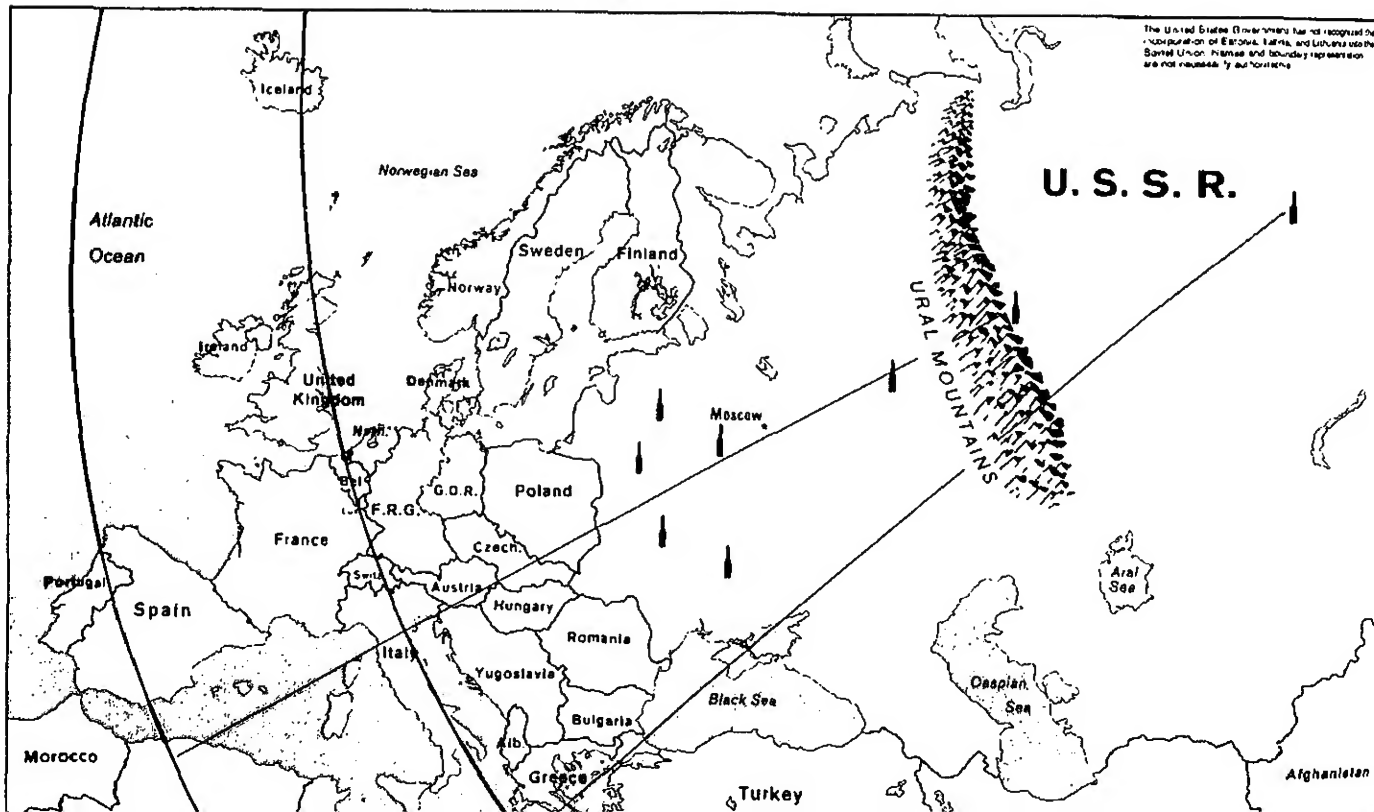 The United States Government has not recognized the
incorporation of Estonia, Latvia, and Lithuania into the
Soviet Union. Names and boundary representation
are not necessarily authoritative
Iceland
U. S. S. R.
Norwegian Sea
Atlantic
Ocean
Sweden
Finland
Norway
URAL MOUNTAINS
Ireland
United
Kingdom
Denmark
Moscow
Neth.
Bel
G.D.R.
Poland
F.R.G.
France
Czech.
Switz
Austria
Aral
Sea
Portugal
Spain
Hungary
Romania
Italy
Yugoslavia
Caspian
Sea
Black Sea
Bulgaria
Alb.
Morocco
Greece
Turkey
Afghanistan